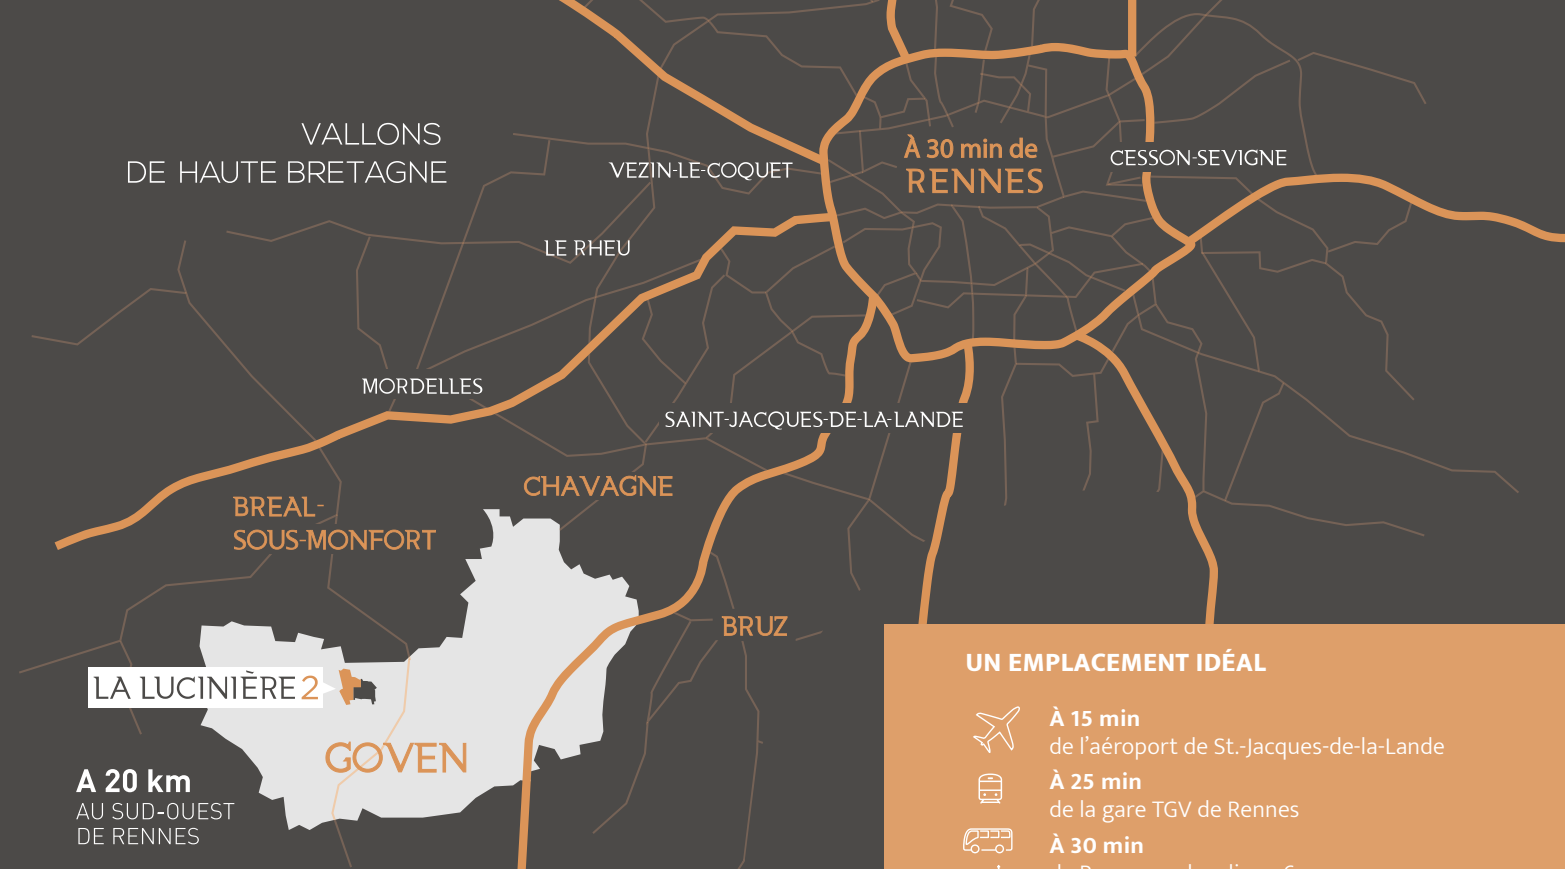 VALLONS
DE HAUTE BRETAGNE
VEZIN-LE-COQUET
À 30 min de
RENNES
CESSON-SEVIGNE
LE RHEU
MORDELLES
SAINT-JACQUES-DE-LA-LANDE
CHAVAGNE
BREAL-
SOUS-MONFORT
BRUZ
LA LUCINIÈRE 2
GOVEN
A 20 km
AU SUD-OUEST
DE RENNES
UN EMPLACEMENT IDÉAL
À 15 min
de l'aéroport de St.-Jacques-de-la-Lande
À 25 min
de la gare TGV de Rennes
À 30 min